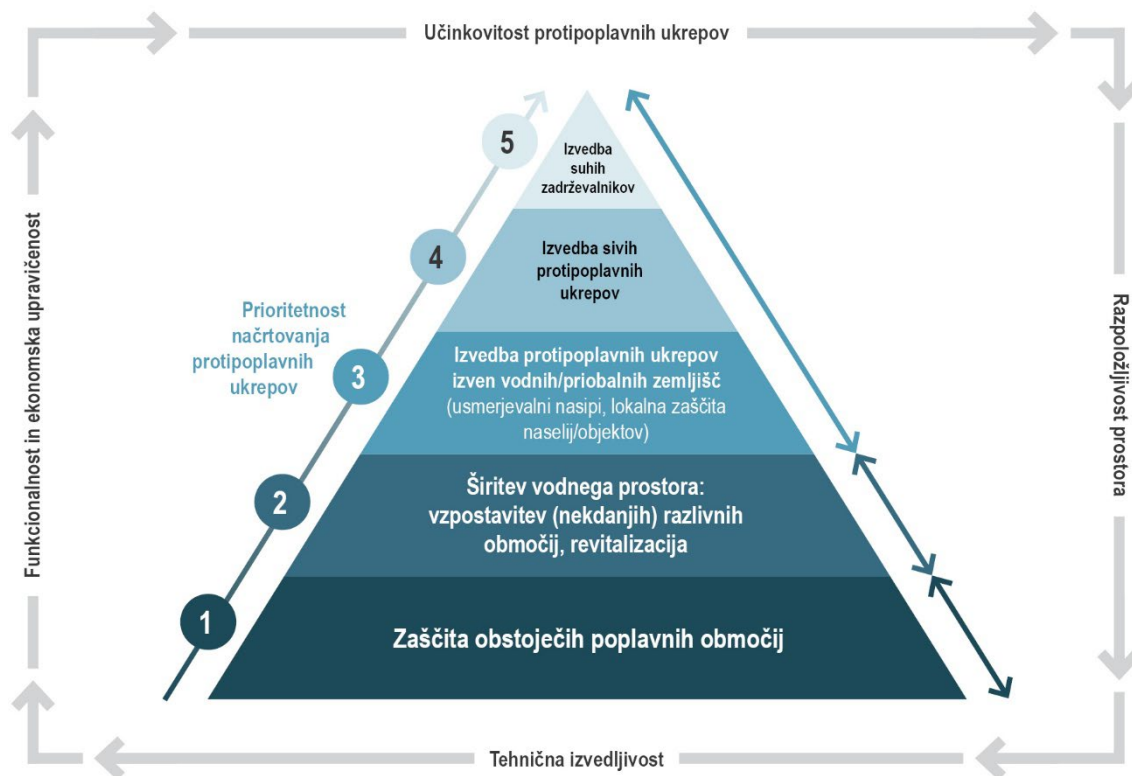 Učinkovitost protipoplavnih ukrepov
5
Izvedba
suhih
zadrževalnikov
4
Izvedba sivih
protipoplavnih
ukrepov
Prioritetnost
načrtovanja
protipoplavnih
ukrepov
3
Izvedba protipoplavnih ukrepov
izven vodnih/priobalnih zemljišč
(usmerjevalni nasipi, lokalna zaščita
naselij/objektov)
2
Širitev vodnega prostora:
vzpostavitev (nekdanjih) razlivnih
območij, revitalizacija
1
Zaščita obstoječih poplavnih območij
Funkcionalnost in ekonomska upravičenost
Razpoložljivost prostora
Tehnična izvedljivost